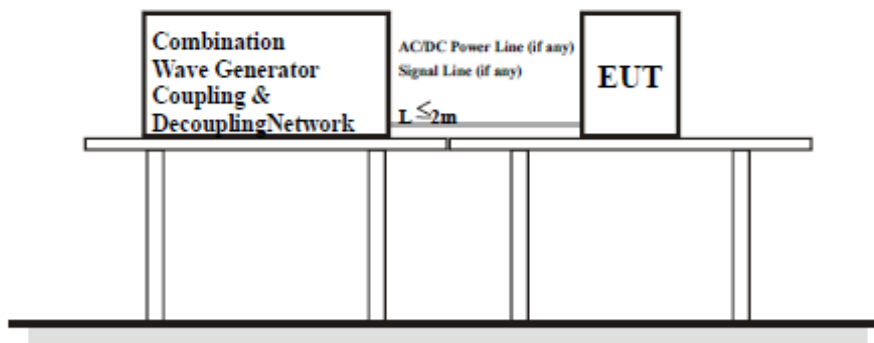 Combination
Wave Generator
Coupling &
DecouplingNetwork
AC/DC Power Line (if any)
Signal Line (if any)
L ≤2m
EUT